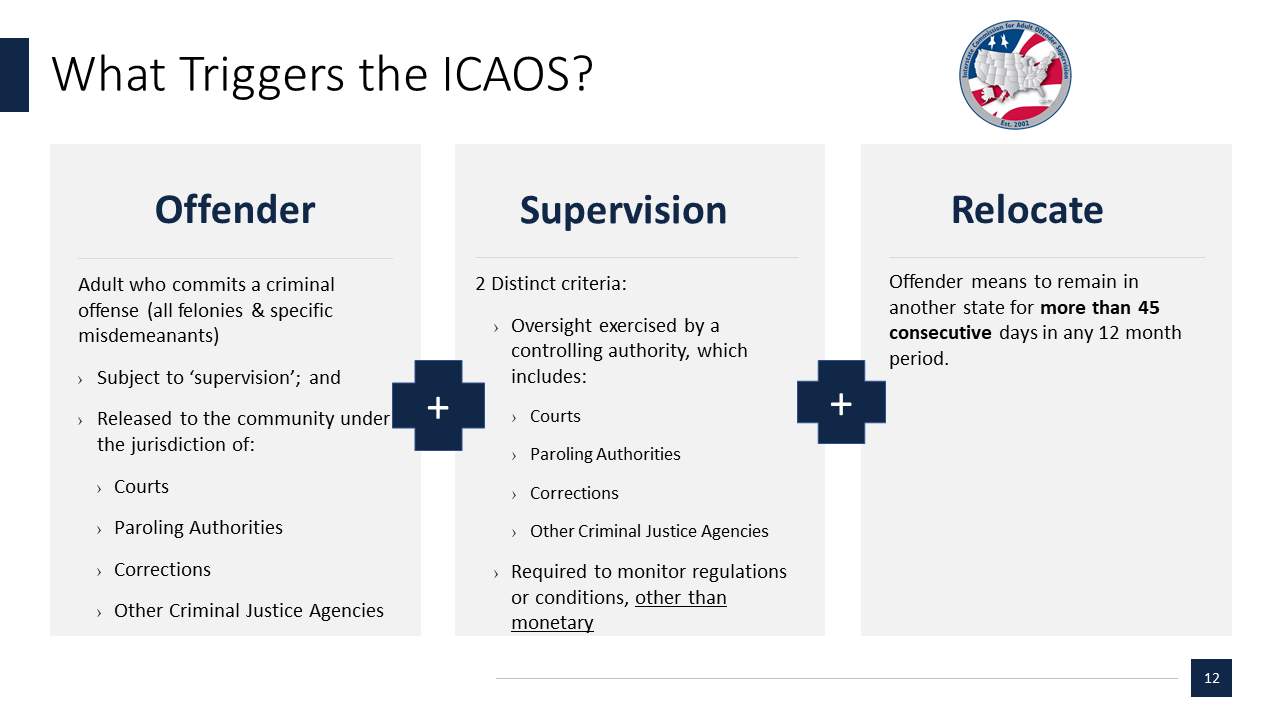 What Triggers the ICAOS?
Interstate Commission for Adult Offender Supervision
Est. 2002
Offender
Adult who commits a criminal
offense (all felonies & specific
misdemeanants)
› Subject to ‘supervision’; and
› Released to the community under
the jurisdiction of:
› Courts
› Paroling Authorities
› Corrections
› Other Criminal Justice Agencies
+
Supervision
2 Distinct criteria:
› Oversight exercised by a
controlling authority, which
includes:
› Courts
› Paroling Authorities
› Corrections
› Other Criminal Justice Agencies
› Required to monitor regulations
or conditions, other than
monetary
+
Relocate
Offender means to remain in
another state for more than 45
consecutive days in any 12 month
period.
12